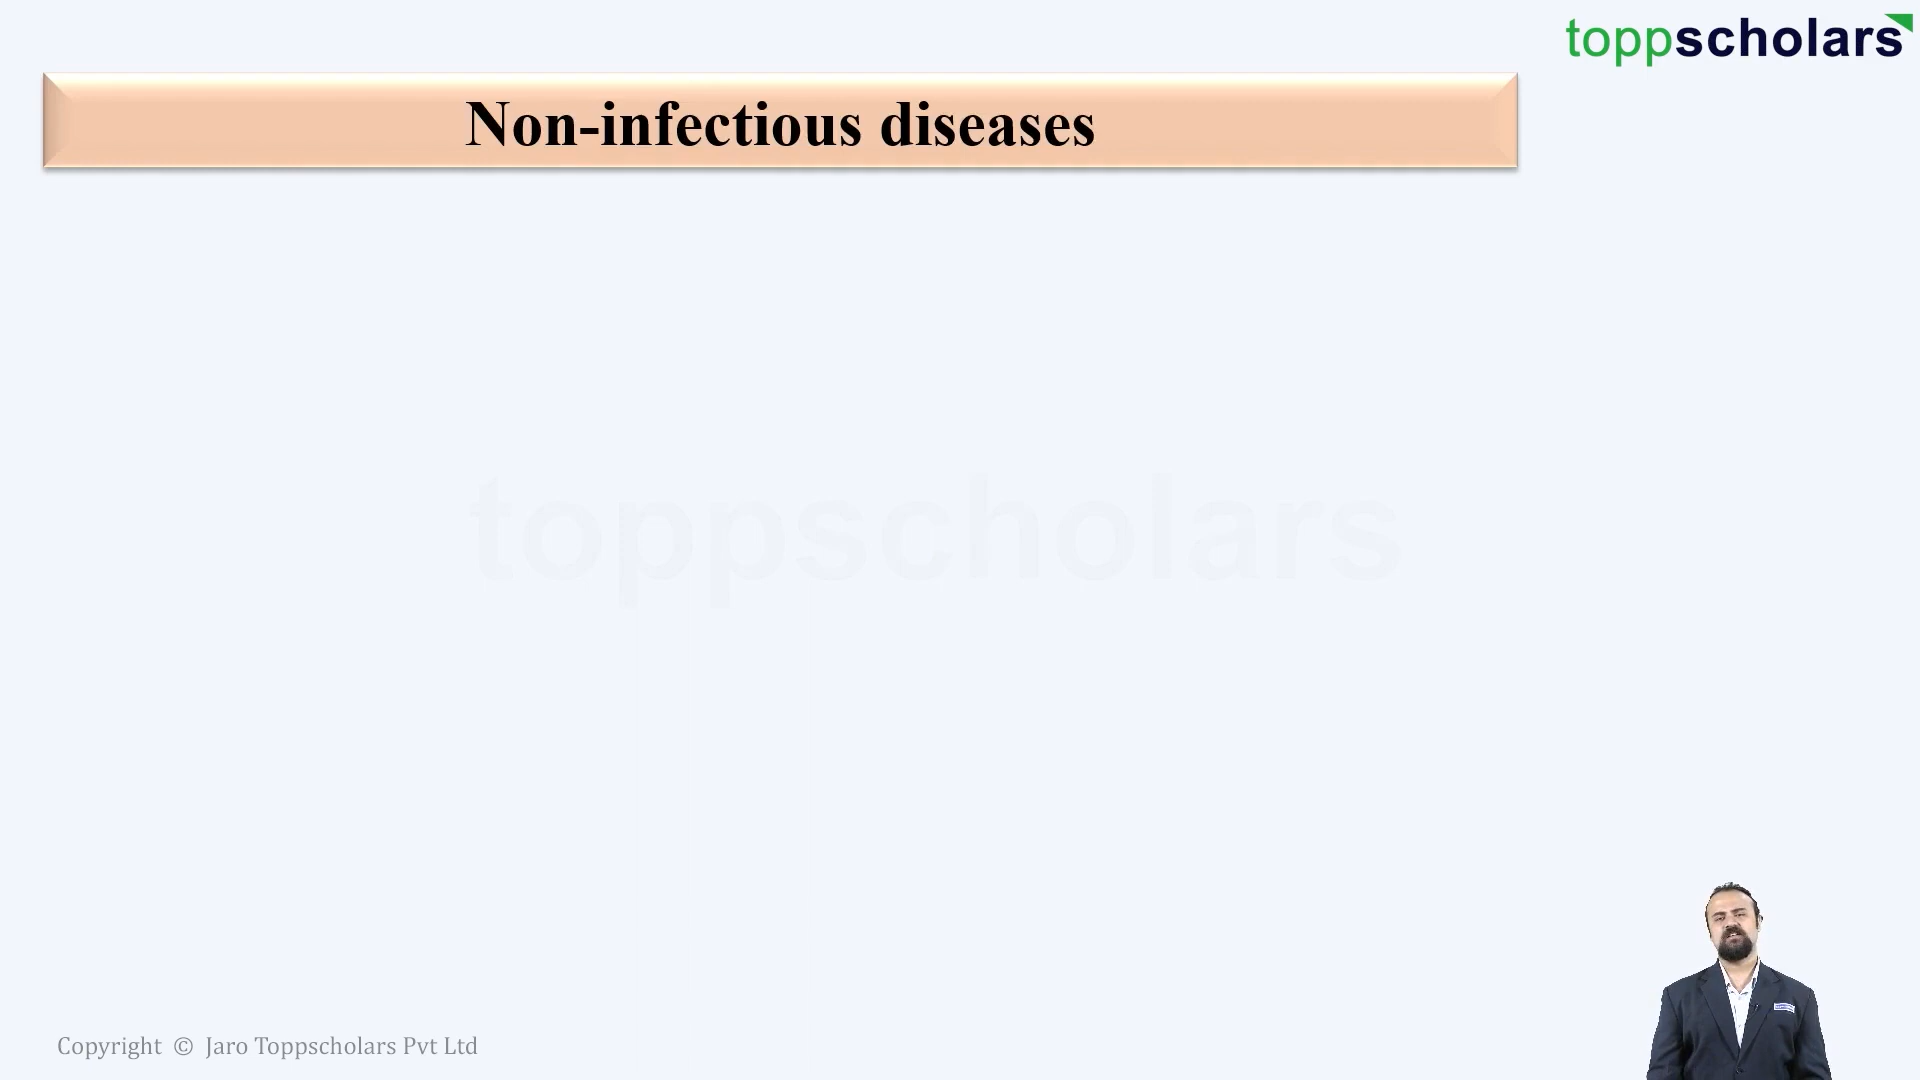 toppscholars
Non-infectious diseases
toppscholars
Copyright © Jaro Toppscholars Pvt Ltd